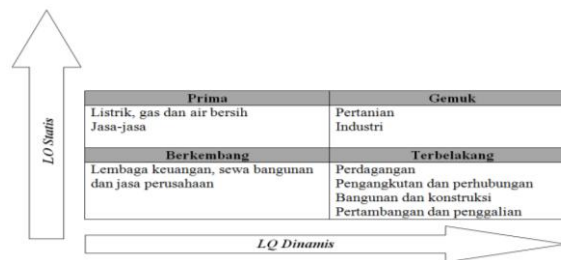 LQ Statis
Prima
Gemuk
Listrik, gas dan air bersih
Jasa-jasa
Pertanian
Industri
Berkembang
Terbelakang
Lembaga keuangan, sewa bangunan
dan jasa perusahaan
Perdagangan
Pengangkutan dan perhubungan
Bangunan dan konstruksi
Pertambangan dan penggalian
LQ Dinamis